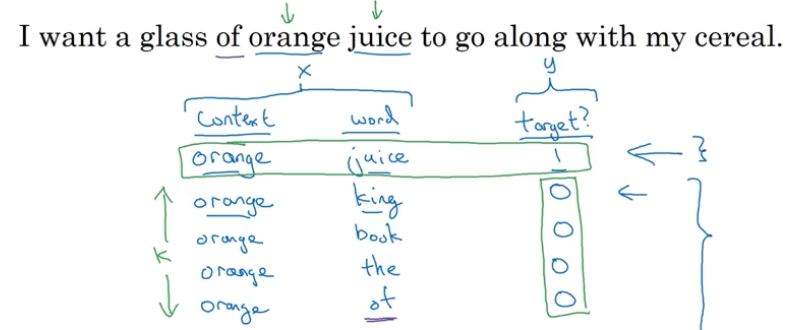 I want a glass of orange juice to go along with my cereal.
x y
Context word target?
orange juice 1
orange king 0
orange book 0
k
orange the 0
orange of 0